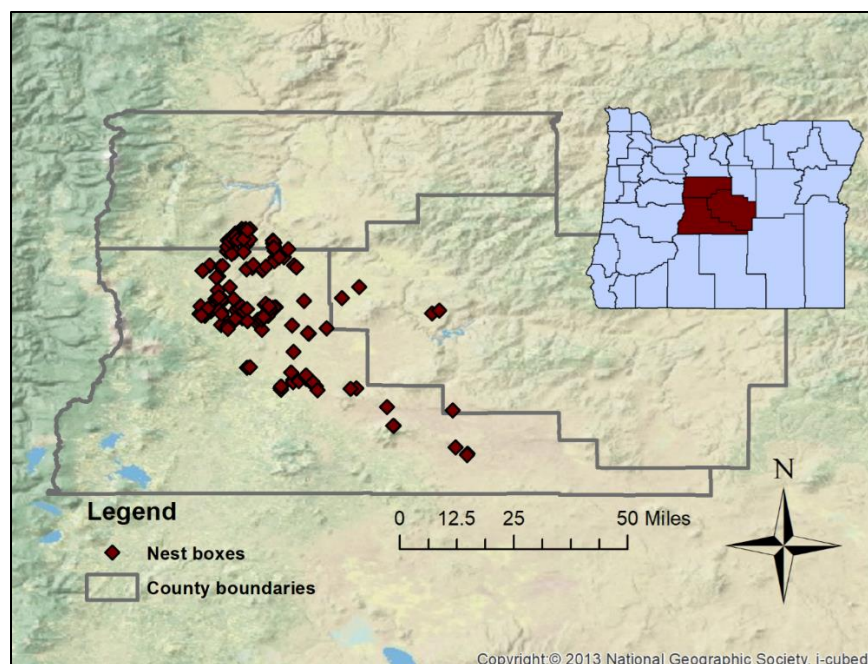 N
Legend
Nest boxes
County boundaries
0 12.5 25 50 Miles
Copyright:© 2013 National Geographic Society, i-cubed